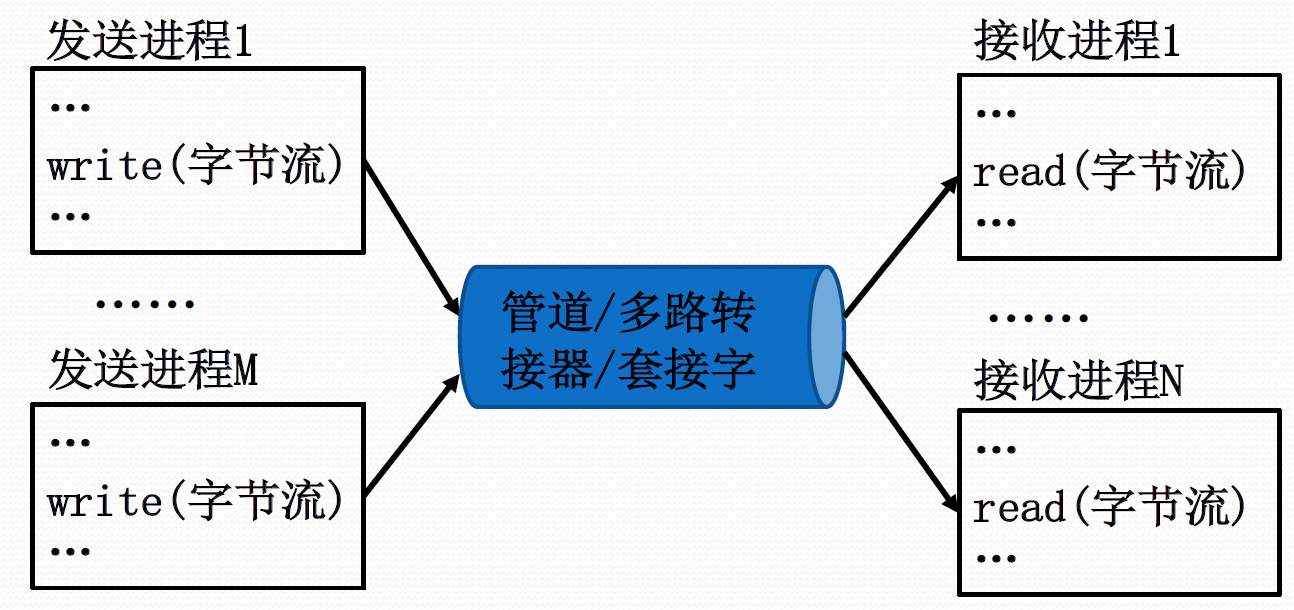 发送进程1
…
write(字节流)
…
……
发送进程M
…
write(字节流)
…
管道/多路转
接器/套接字
接收进程1
…
read(字节流)
…
……
接收进程N
…
read(字节流)
…